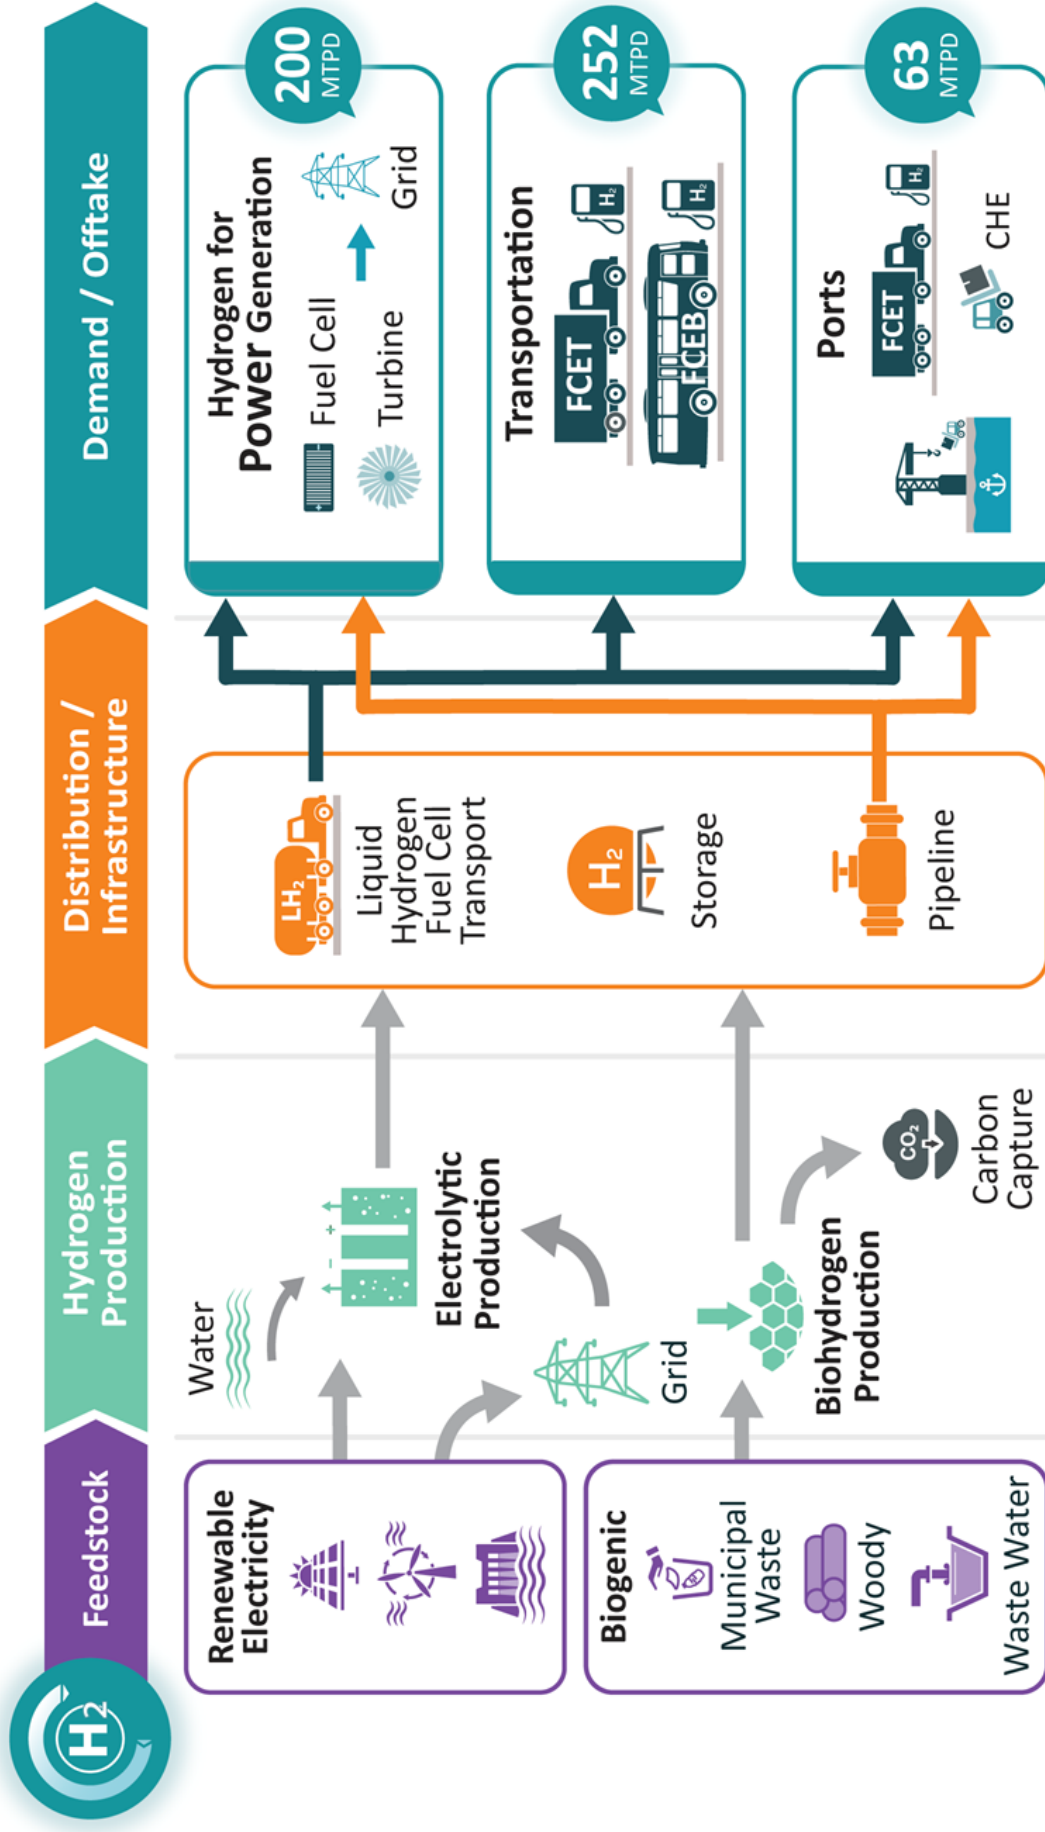 H2
Feedstock
Hydrogen
Production
Distribution /
Infrastructure
Demand / Offtake
Renewable
Electricity
Biogenic
Municipal
Waste
Woody
Waste Water
Water
- +
Electrolytic
Production
Grid
Biohydrogen
Production
CO2
Carbon
Capture
LH2
Liquid
Hydrogen
Fuel Cell
Transport
H2
Storage
Pipeline
200
MTPD
Hydrogen for
Power Generation
- +
Fuel Cell
Turbine
Grid
252
MTPD
Transportation
FCET
H2
FCEB
H2
63
MTPD
Ports
FCET
H2
CHE